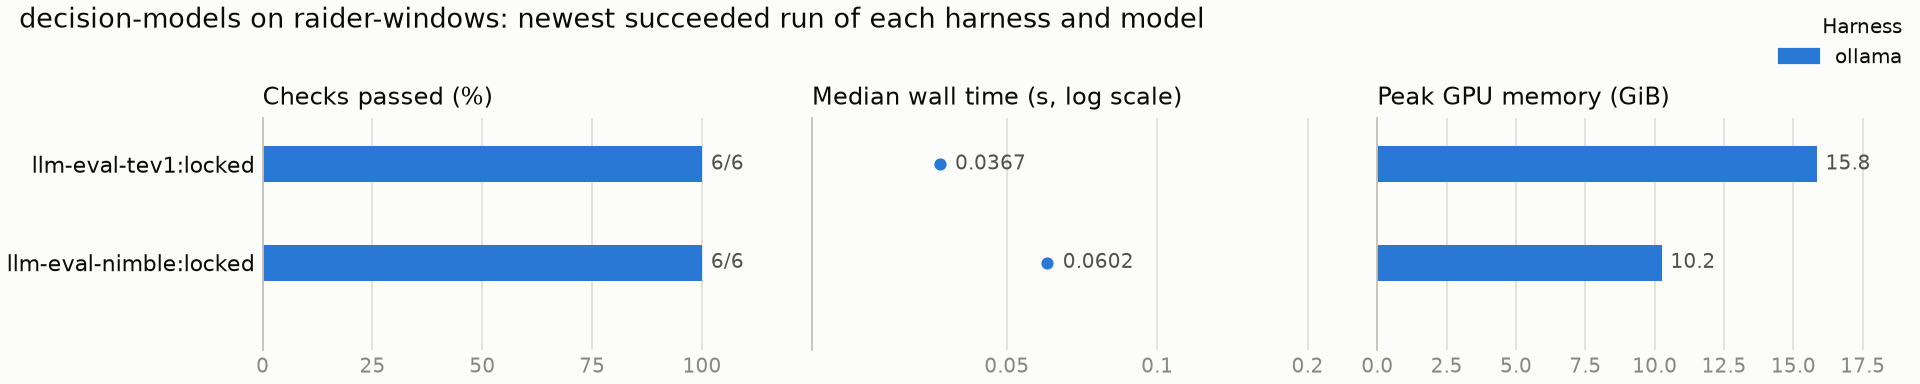 decision-models on raider-windows: newest succeeded run of each harness and model
Harness
ollama
Checks passed (%)
Median wall time (s, log scale)
Peak GPU memory (GiB)
llm-eval-tev1:locked
6/6
0.0367
15.8
llm-eval-nimble:locked
6/6
0.0602
10.2
0 25 50 75 100
0.05 0.1 0.2
0.0 2.5 5.0 7.5 10.0 12.5 15.0 17.5